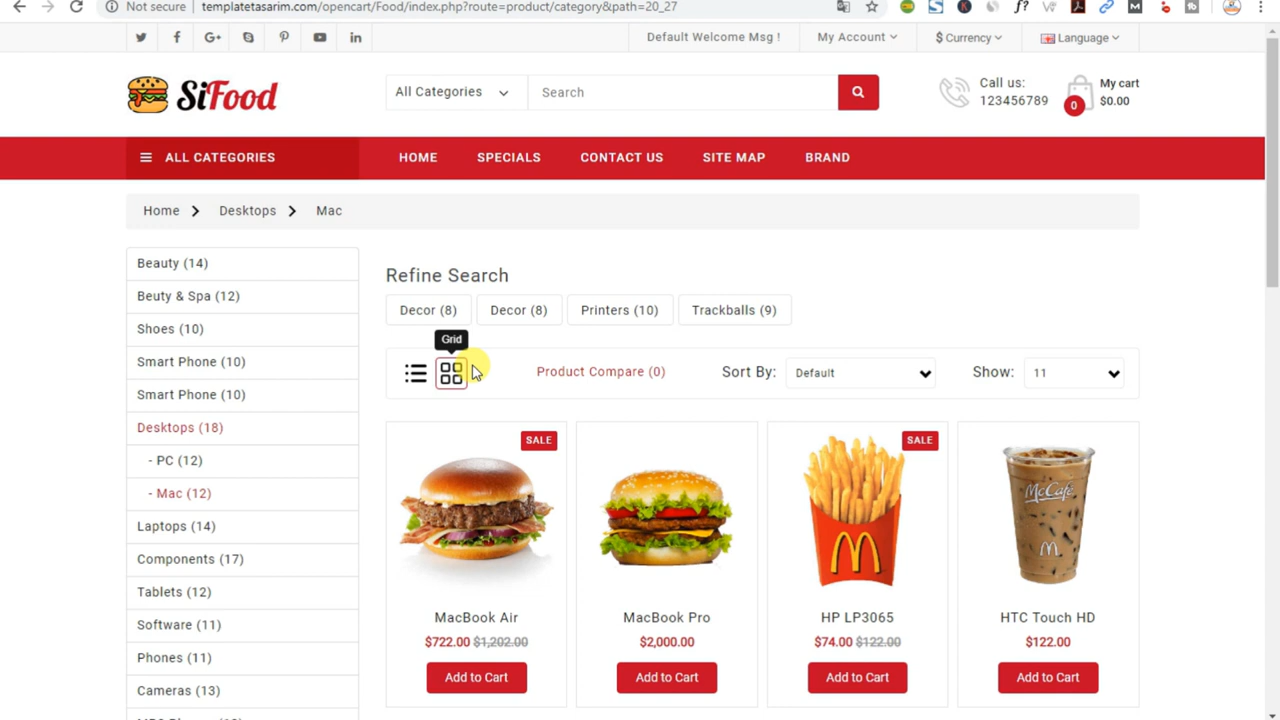 Not secure templatetasarim.com/opencart/Food/index.php?route=product/category&path=20_27
Default Welcome Msg !
My Account
$ Currency
Language
SiFood
All Categories
Search
Call us:
123456789
0
My cart
$0.00
ALL CATEGORIES
HOME
SPECIALS
CONTACT US
SITE MAP
BRAND
Home
Desktops
Mac
Beauty (14)
Beuty & Spa (12)
Shoes (10)
Smart Phone (10)
Smart Phone (10)
Desktops (18)
- PC (12)
- Mac (12)
Laptops (14)
Components (17)
Tablets (12)
Software (11)
Phones (11)
Cameras (13)
Refine Search
Decor (8)
Decor (8)
Printers (10)
Trackballs (9)
Grid
Product Compare (0)
Sort By:
Default
Show:
11
SALE
MacBook Air
$722.00 $1,202.00
Add to Cart
MacBook Pro
$2,000.00
Add to Cart
SALE
HP LP3065
$74.00 $122.00
Add to Cart
McCafé
HTC Touch HD
$122.00
Add to Cart